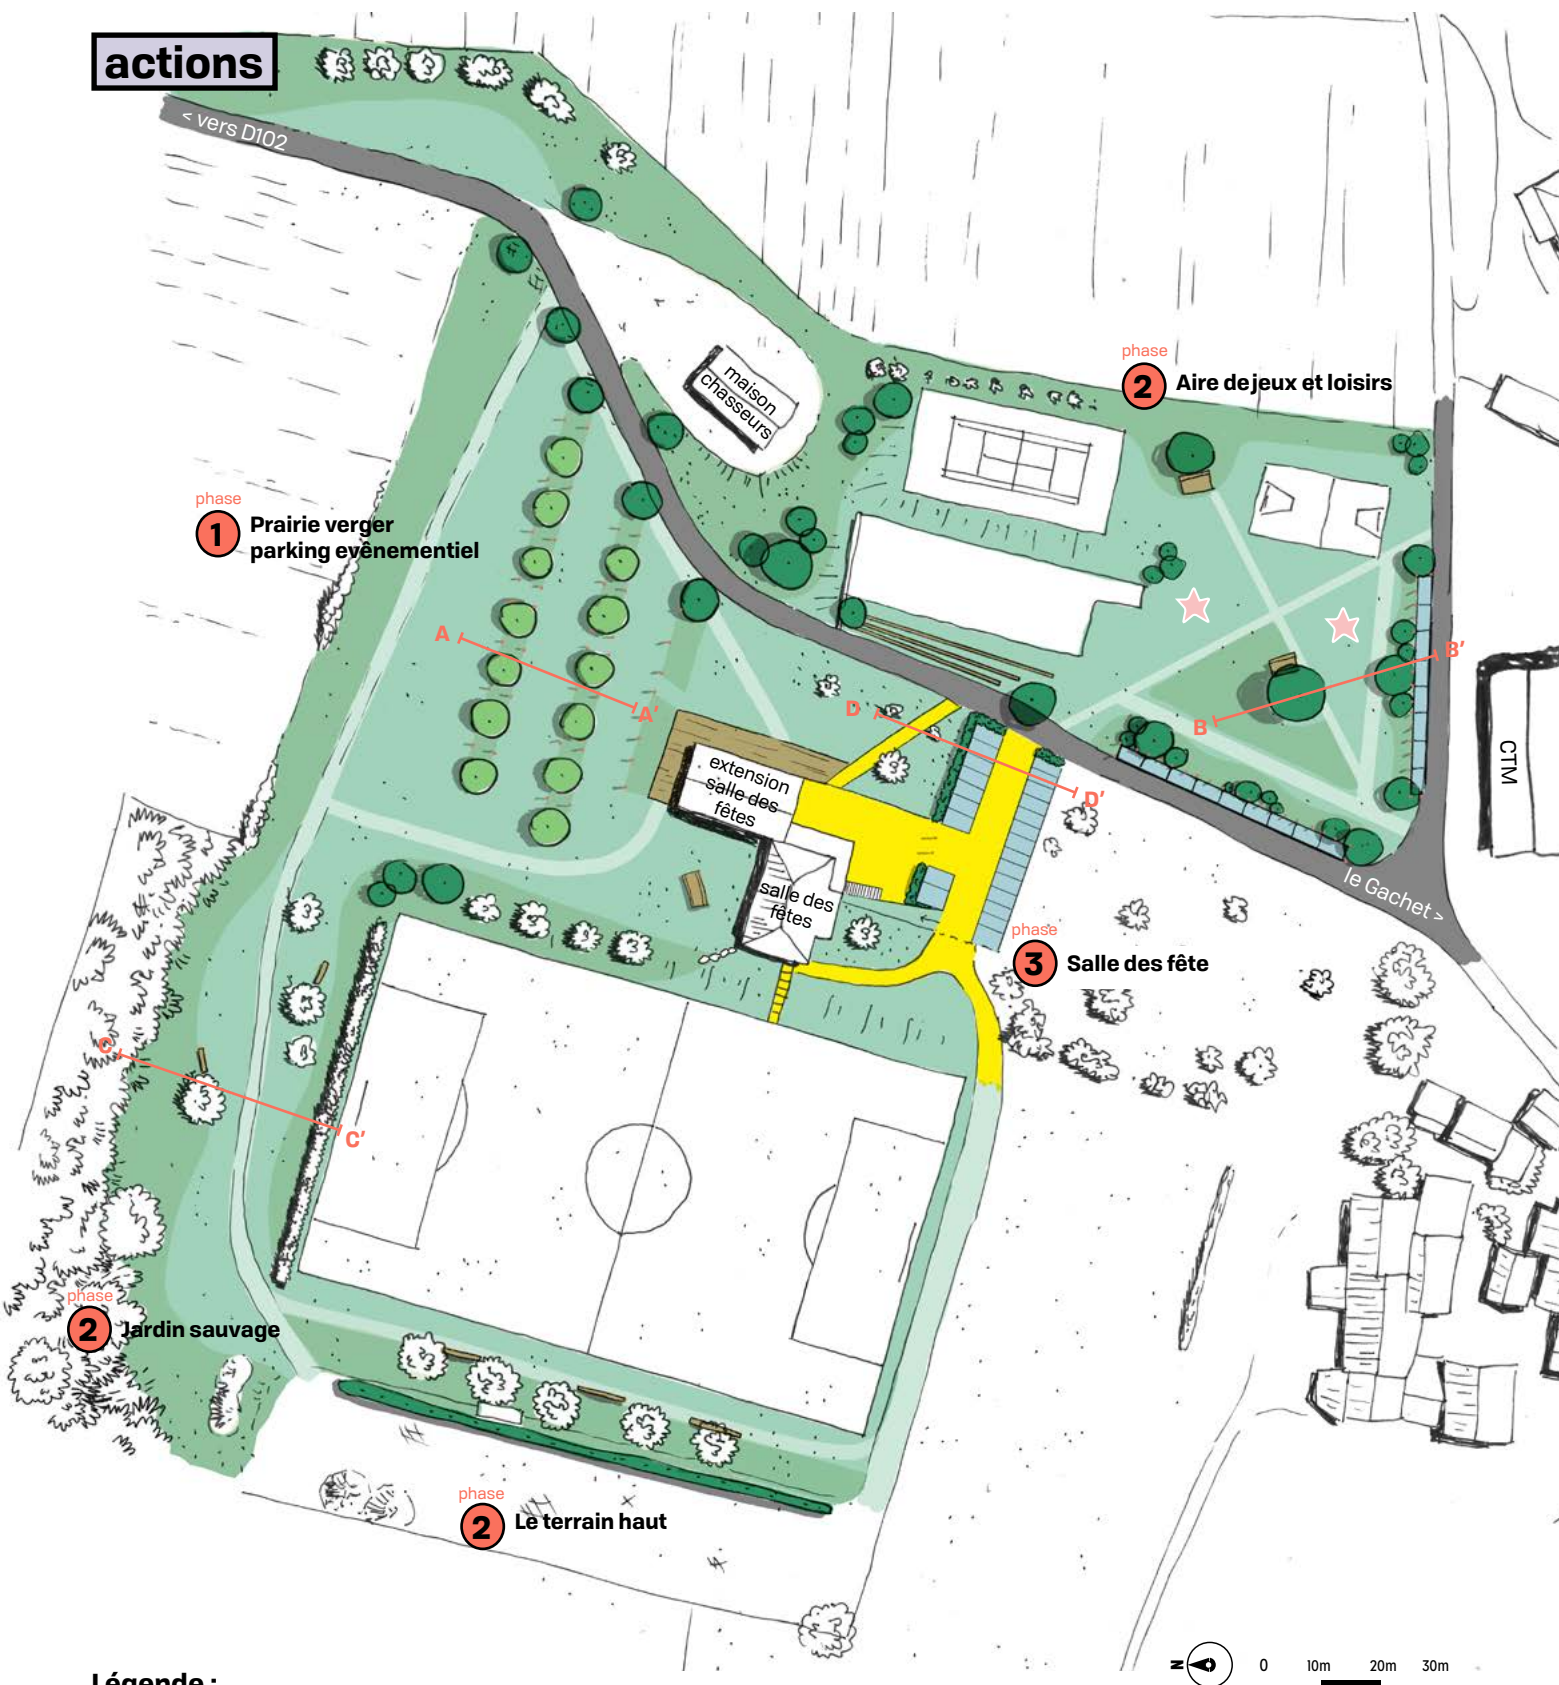 actions
< vers D102
maison
chasseurs
phase
2 Aire de jeux et loisirs
phase
1 Prairie verger
parking evênementiel
A
A'
B'
B
D
D'
CTM
extension
salle des
fêtes
salle des
fêtes
le Gachet >
phase
3 Salle des fête
C
C'
phase
2 Jardin sauvage
phase
2 Le terrain haut
N
0 10m 20m 30m
Légende :